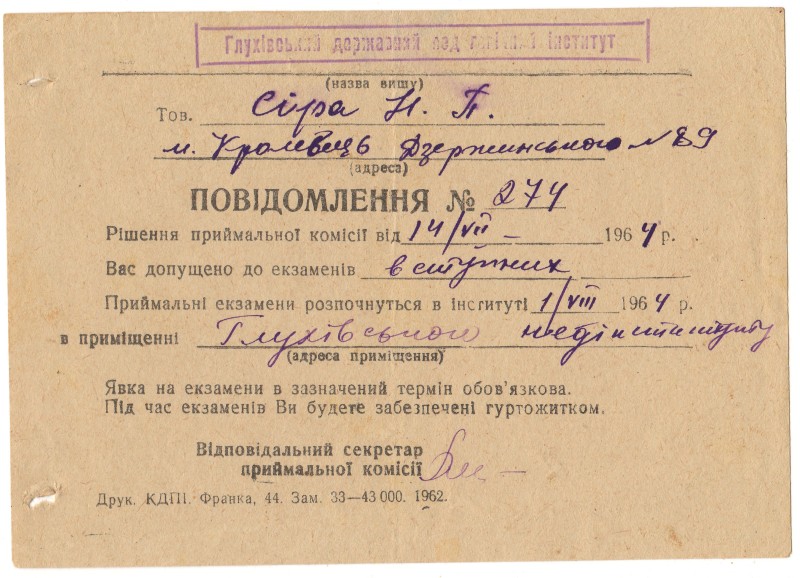 Глухівський державний педагогічний інститут
(назва вишу)
Тов. Сіра Н. П.
м. Кролевець Дзержинського № 89
(адреса)
ПОВІДОМЛЕННЯ № 274
Рішення приймальної комісії від 14/VII – 1964 р.
Вас допущено до екзаменів вступних
Приймальні екзамени розпочнуться в інституті 1/VIII 1964 р.
в приміщенні Глухівського педінституту
(адреса приміщення)
Явка на екзамени в зазначений термін обов'язкова.
Під час екзаменів Ви будете забезпечені гуртожитком.
Відповідальний секретар
приймальної комісії
Друк. КДПІ. Франка, 44. Зам. 33—43 000. 1962.